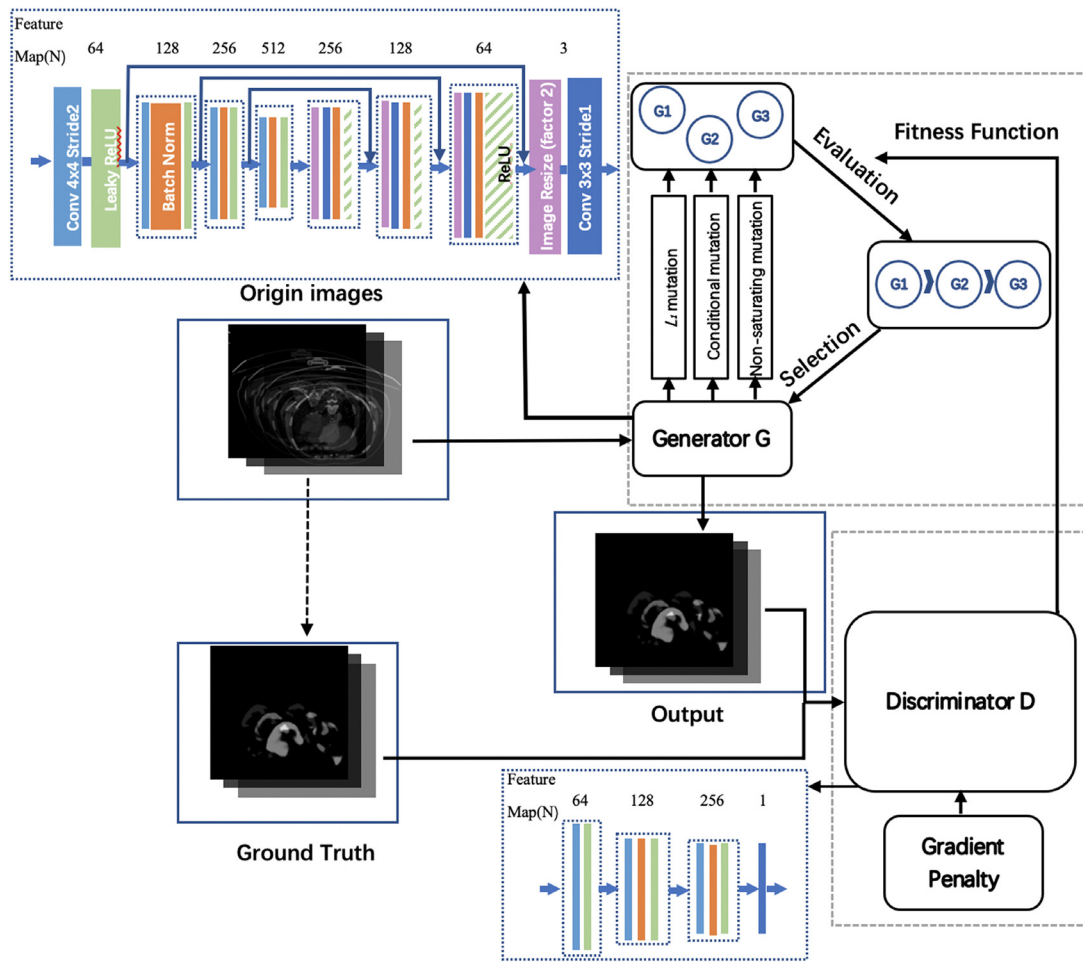 Feature
Map(N) 64 128 256 512 256 128 64 3
Conv 4x4 Stride2
Leaky ReLU
Batch Norm
ReLU
Image Resize (factor 2)
Conv 3x3 Stride1
G1
G2
G3
Evaluation
Fitness Function
G1
G2
G3
Selection
L₁ mutation
Conditional mutation
Non-saturating mutation
Generator G
Origin images
Output
Ground Truth
Discriminator D
Gradient
Penalty
Feature
Map(N) 64 128 256 1